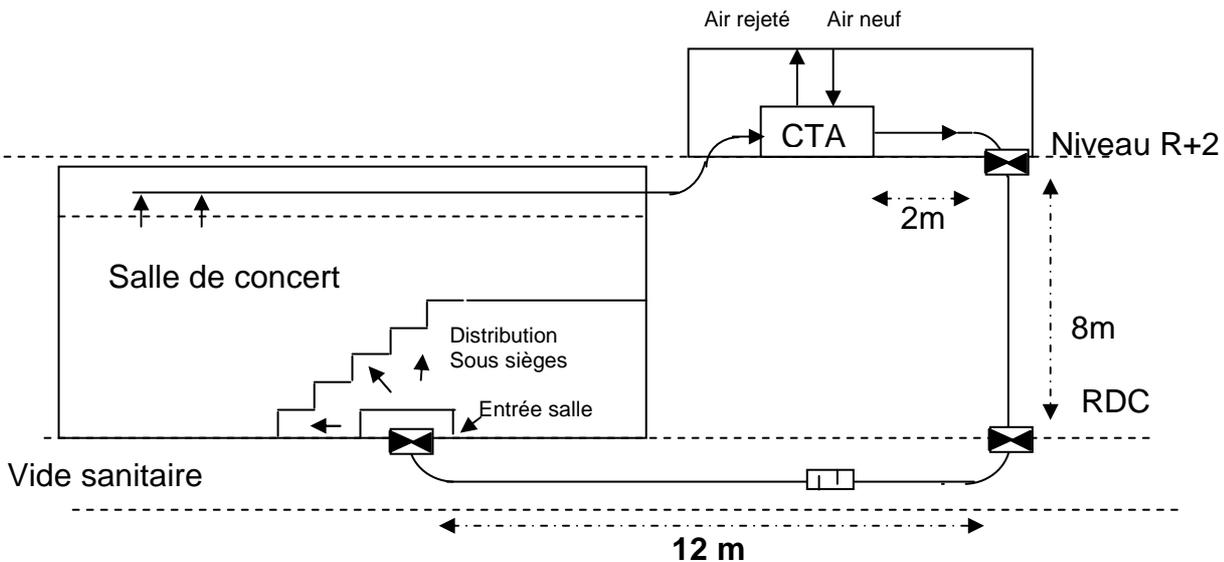 Air rejeté Air neuf
CTA
Niveau R+2
2m
Salle de concert
8m
Distribution
Sous sièges
RDC
Entrée salle
Vide sanitaire
12 m